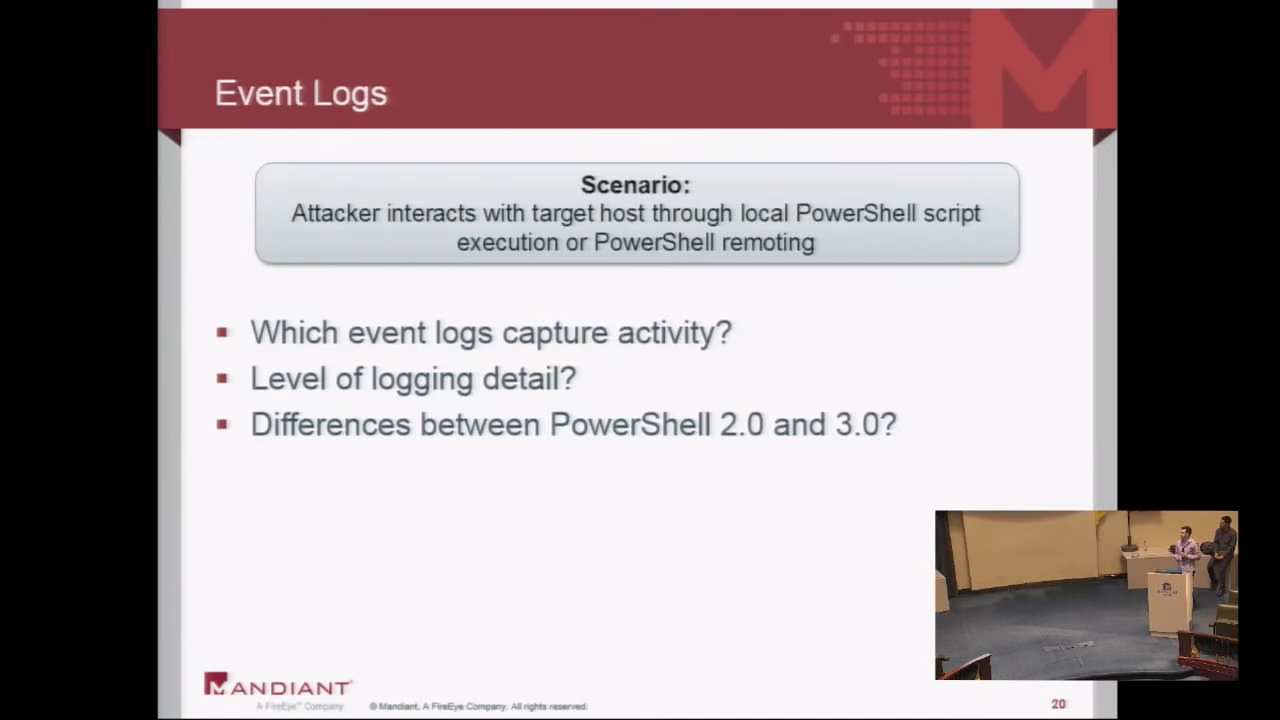 Event Logs
Scenario:
Attacker interacts with target host through local PowerShell script
execution or PowerShell remoting
Which event logs capture activity?
Level of logging detail?
Differences between PowerShell 2.0 and 3.0?
MANDIANT
A FireEye™ Company
© Mandiant, A FireEye Company. All rights reserved.
20